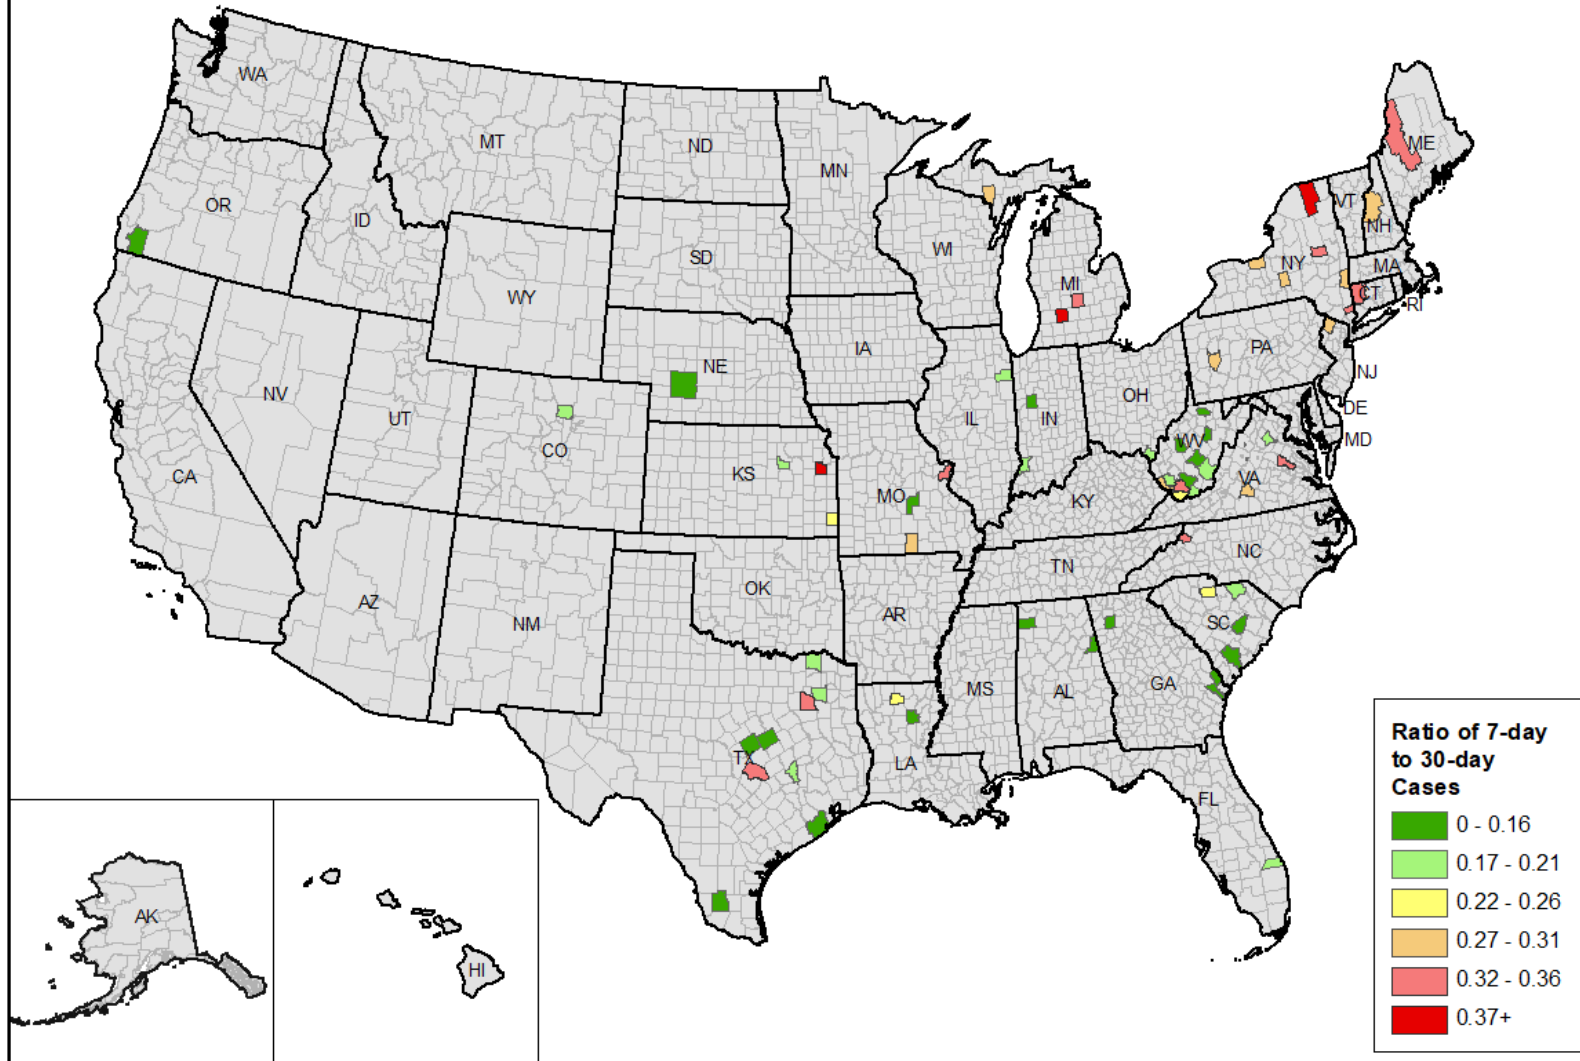 WA
MT
ND
MN
ME
OR
ID
SD
WI
MI
VT
NH
NY
MA
CT
RI
WY
IA
NE
PA
NJ
NV
UT
CO
IL
IN
OH
DE
MD
CA
KS
MO
WV
VA
KY
AZ
NM
OK
AR
TN
NC
SC
MS
AL
GA
TX
LA
FL
AK
HI
Ratio of 7-day
to 30-day
Cases
0 - 0.16
0.17 - 0.21
0.22 - 0.26
0.27 - 0.31
0.32 - 0.36
0.37+